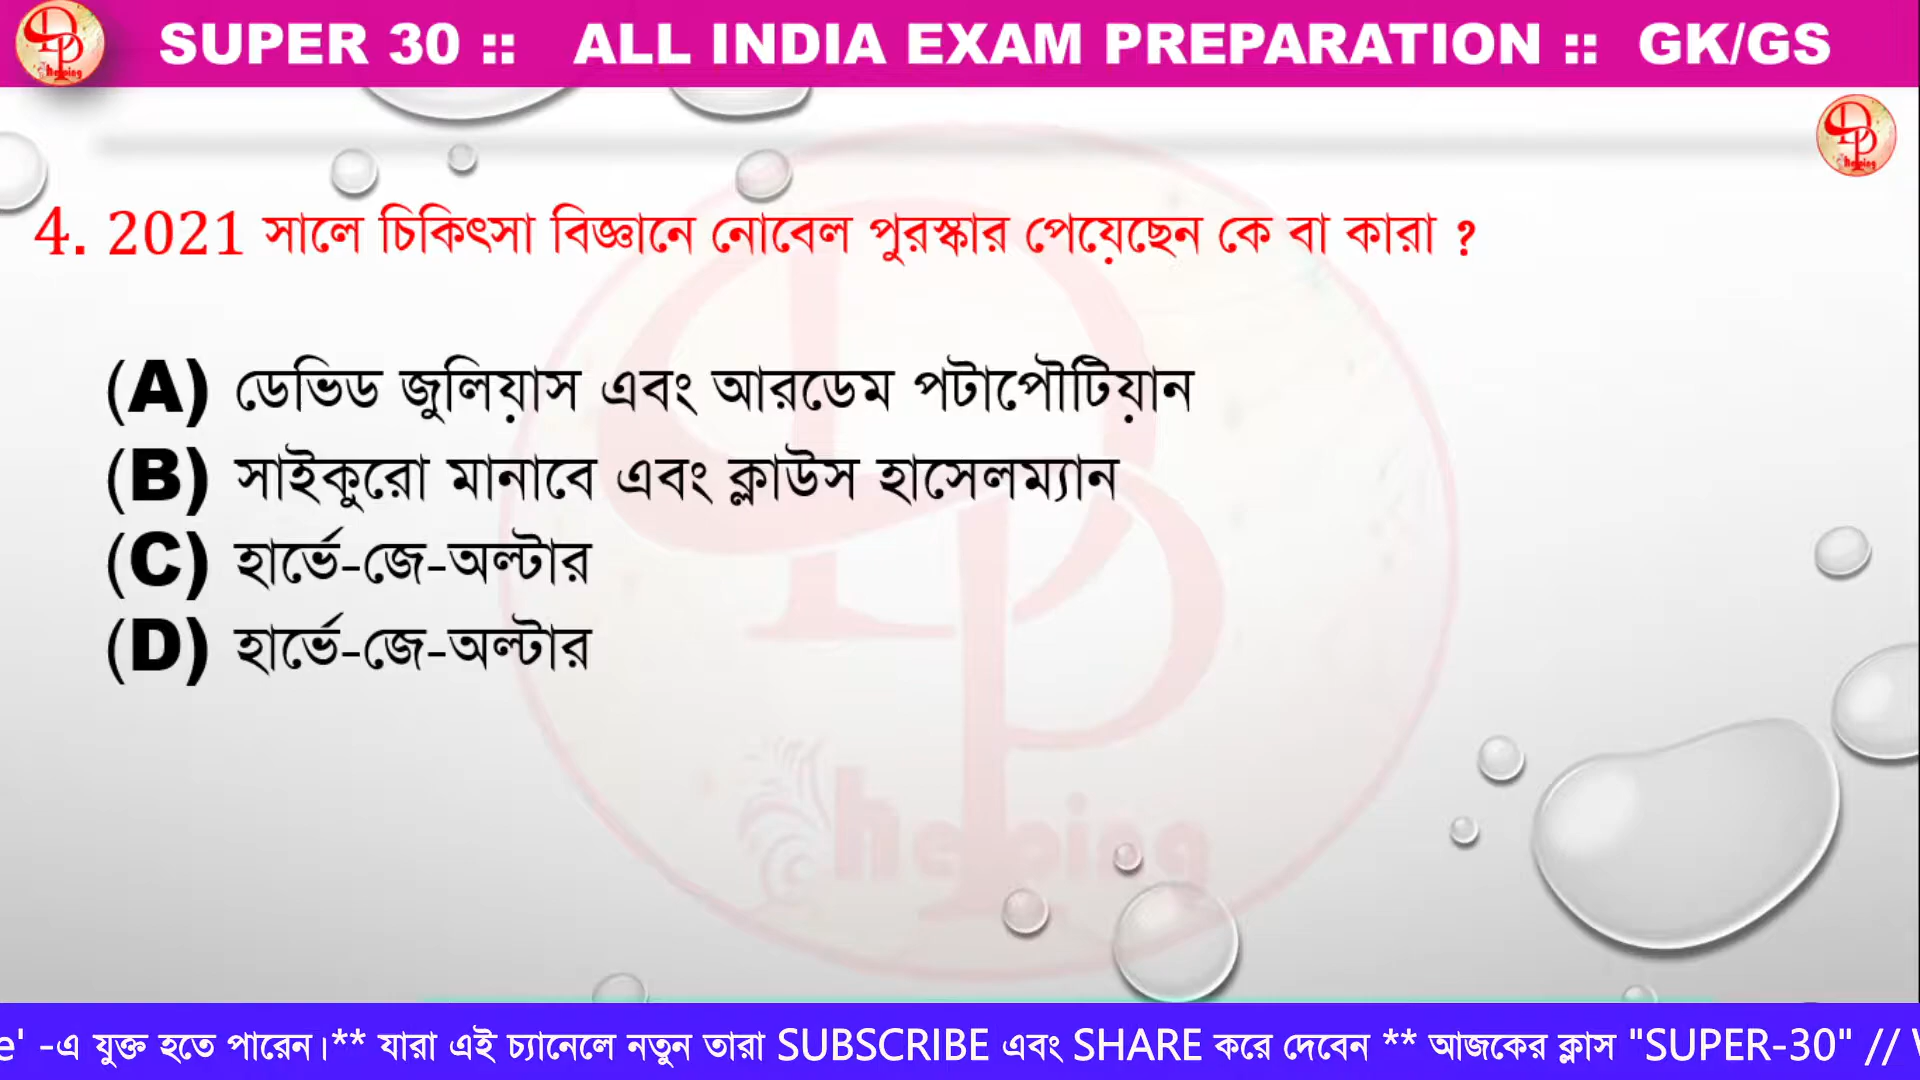 SUPER 30 :: ALL INDIA EXAM PREPARATION :: GK/GS
4. 2021 সালে চিকিৎসা বিজ্ঞানে নোবেল পুরস্কার পেয়েছেন কে বা কারা ?
(A) ডেভিড জুলিয়াস এবং আরডেম পটাপৌটিয়ান
(B) সাইকুরো মানাবে এবং ক্লাউস হাসেলম্যান
(C) হার্ভে-জে-অল্টার
(D) হার্ভে-জে-অল্টার
helping
e' -এ যুক্ত হতে পারেন।** যারা এই চ্যানেলে নতুন তারা SUBSCRIBE এবং SHARE করে দেবেন ** আজকের ক্লাস "SUPER-30" //